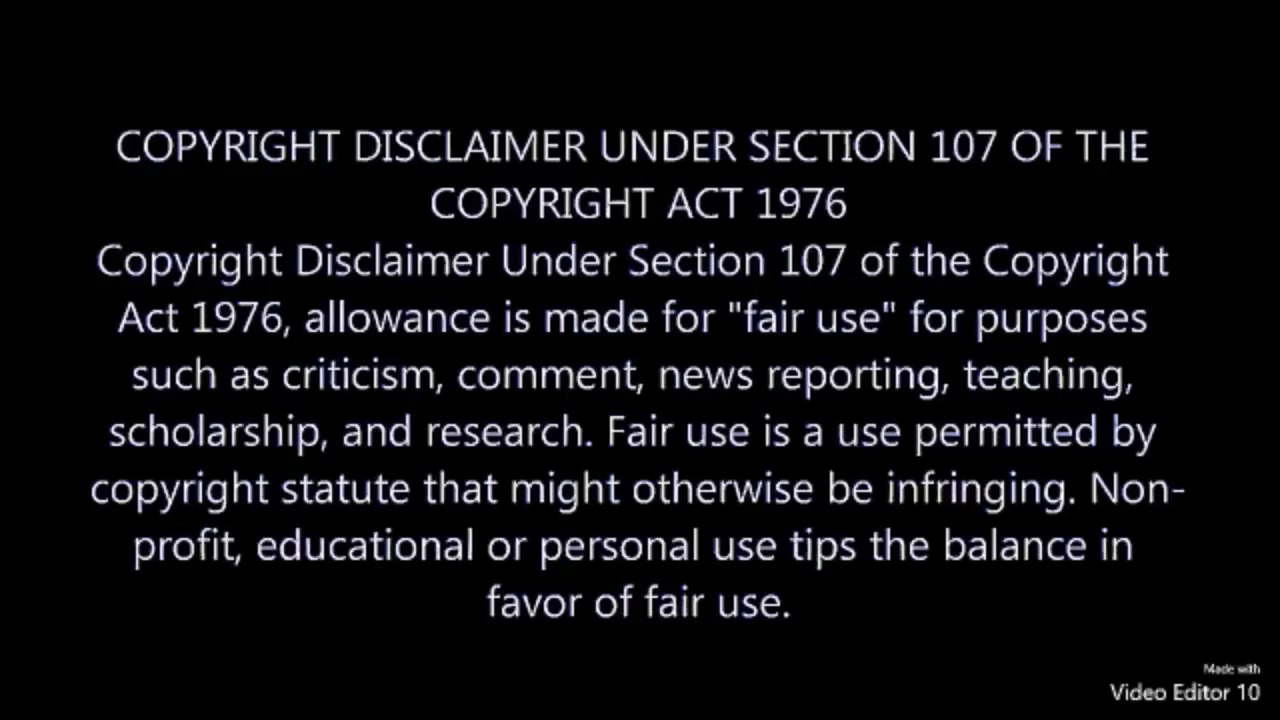 COPYRIGHT DISCLAIMER UNDER SECTION 107 OF THE
COPYRIGHT ACT 1976
Copyright Disclaimer Under Section 107 of the Copyright
Act 1976, allowance is made for "fair use" for purposes
such as criticism, comment, news reporting, teaching,
scholarship, and research. Fair use is a use permitted by
copyright statute that might otherwise be infringing. Non-
profit, educational or personal use tips the balance in
favor of fair use.
Made with
Video Editor 10